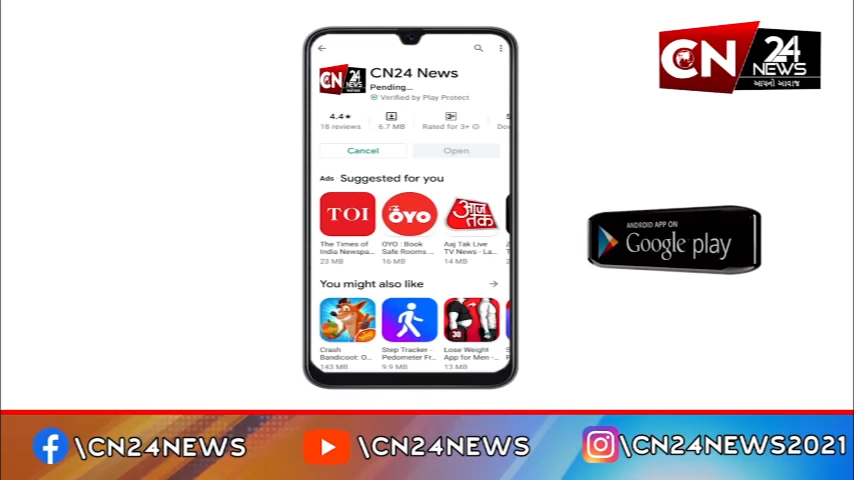 CN 24 NEWS
આપનો અવાજ
CN24 News
Pending...
Verified by Play Protect
4.4★
18 reviews
6.7 MB
3+
Rated for 3+
Cancel
Open
Ads
Suggested for you
TOI
OYO
आज तक
The Times of
India Newspa...
23 MB
OYO : Book
Safe Rooms ...
16 MB
Aaj Tak Live
TV News - La...
14 MB
You might also like
30
Crash
Bandicoot: O...
143 MB
Step Tracker -
Pedometer Fr...
9.9 MB
Lose Weight
App for Men -...
13 MB
ANDROID APP ON
Google play
\CN24NEWS
\CN24NEWS
\CN24NEWS2021